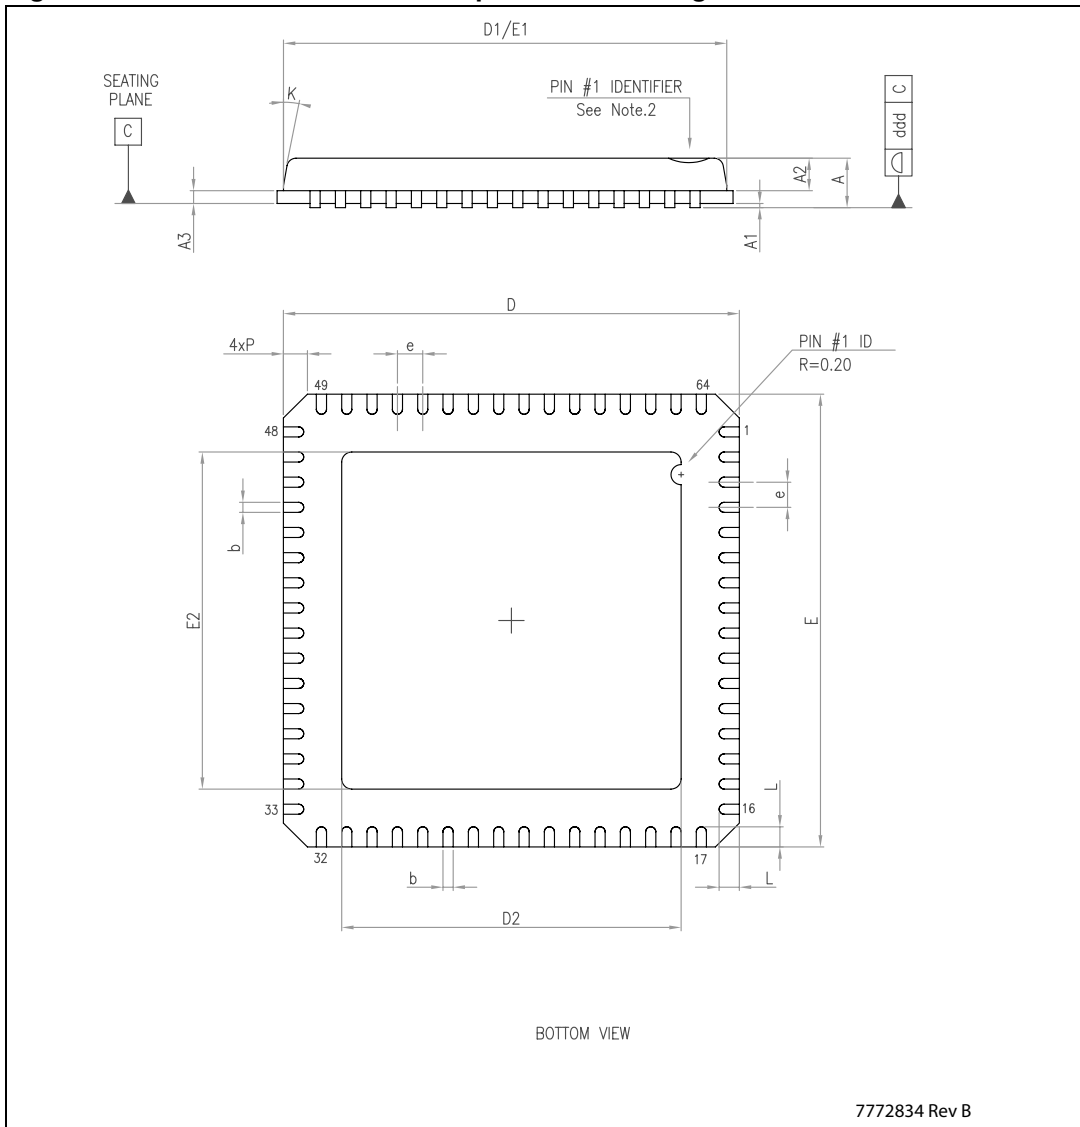 D1/E1
SEATING
PLANE
C
K
PIN #1 IDENTIFIER
See Note.2
ddd C
A2
A
A3
A1
D
4xP
e
PIN #1 ID
R=0.20
49
64
48
1
e
b
E2
E
L
33
16
32
17
b
L
D2
BOTTOM VIEW
7772834 Rev B